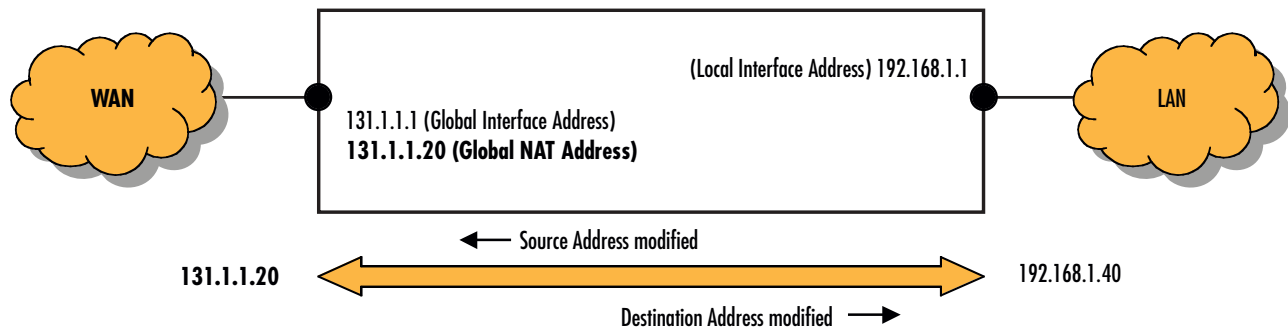 WAN
(Local Interface Address) 192.168.1.1
LAN
131.1.1.1 (Global Interface Address)
131.1.1.20 (Global NAT Address)
Source Address modified
131.1.1.20
192.168.1.40
Destination Address modified